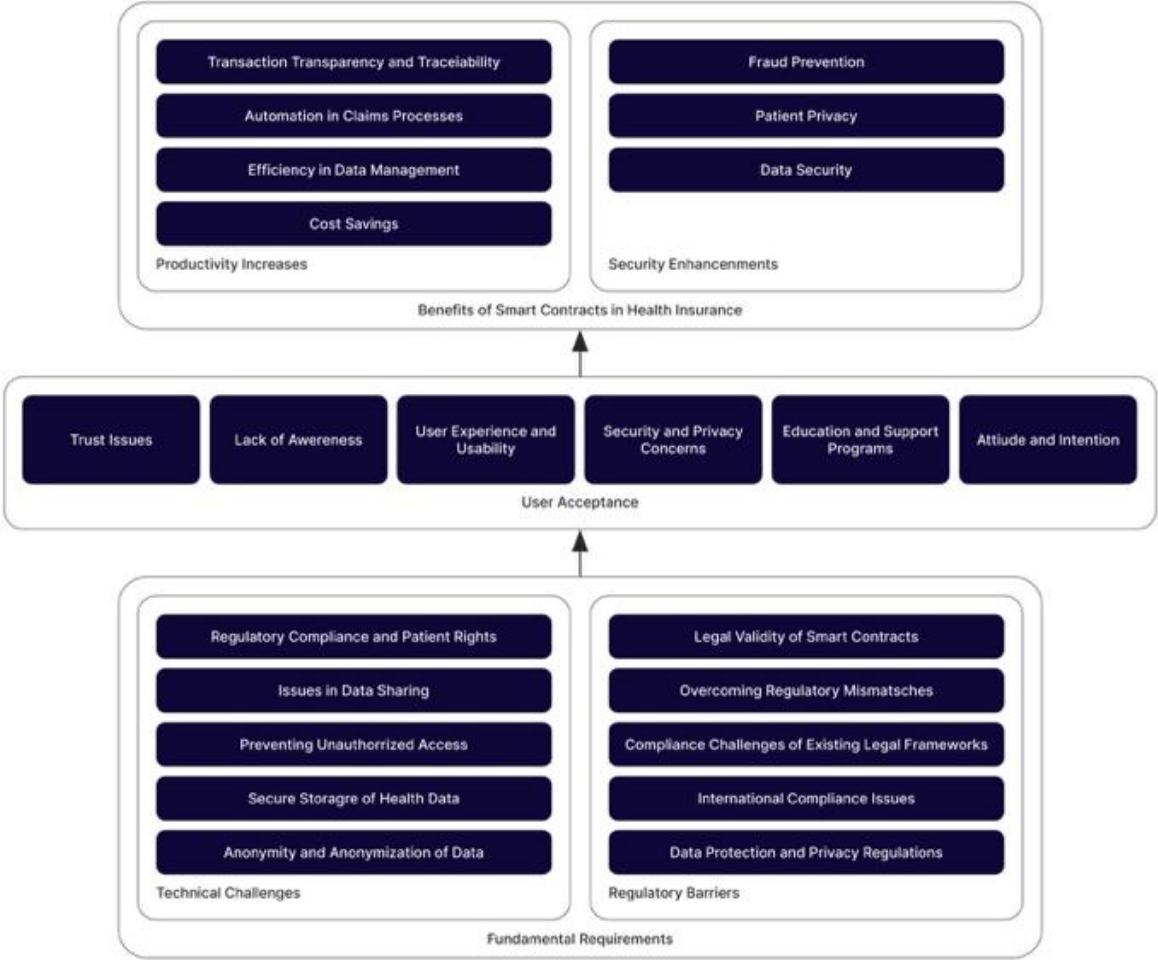 Transaction Transparency and Traceiability
Automation in Claims Processes
Efficiency in Data Management
Cost Savings
Productivity Increases
Fraud Prevention
Patient Privacy
Data Security
Security Enhancenments
Benefits of Smart Contracts in Health Insurance
Trust Issues
Lack of Awereness
User Experience and
Usability
Security and Privacy
Concerns
Education and Support
Programs
Attiude and Intention
User Acceptance
Regulatory Compliance and Patient Rights
Issues in Data Sharing
Preventing Unauthorrized Access
Secure Storagre of Health Data
Anonymity and Anonymization of Data
Technical Challenges
Legal Validity of Smart Contracts
Overcoming Regulatory Mismatsches
Compliance Challenges of Existing Legal Frameworks
International Compliance Issues
Data Protection and Privacy Regulations
Regulatory Barriers
Fundamental Requirements